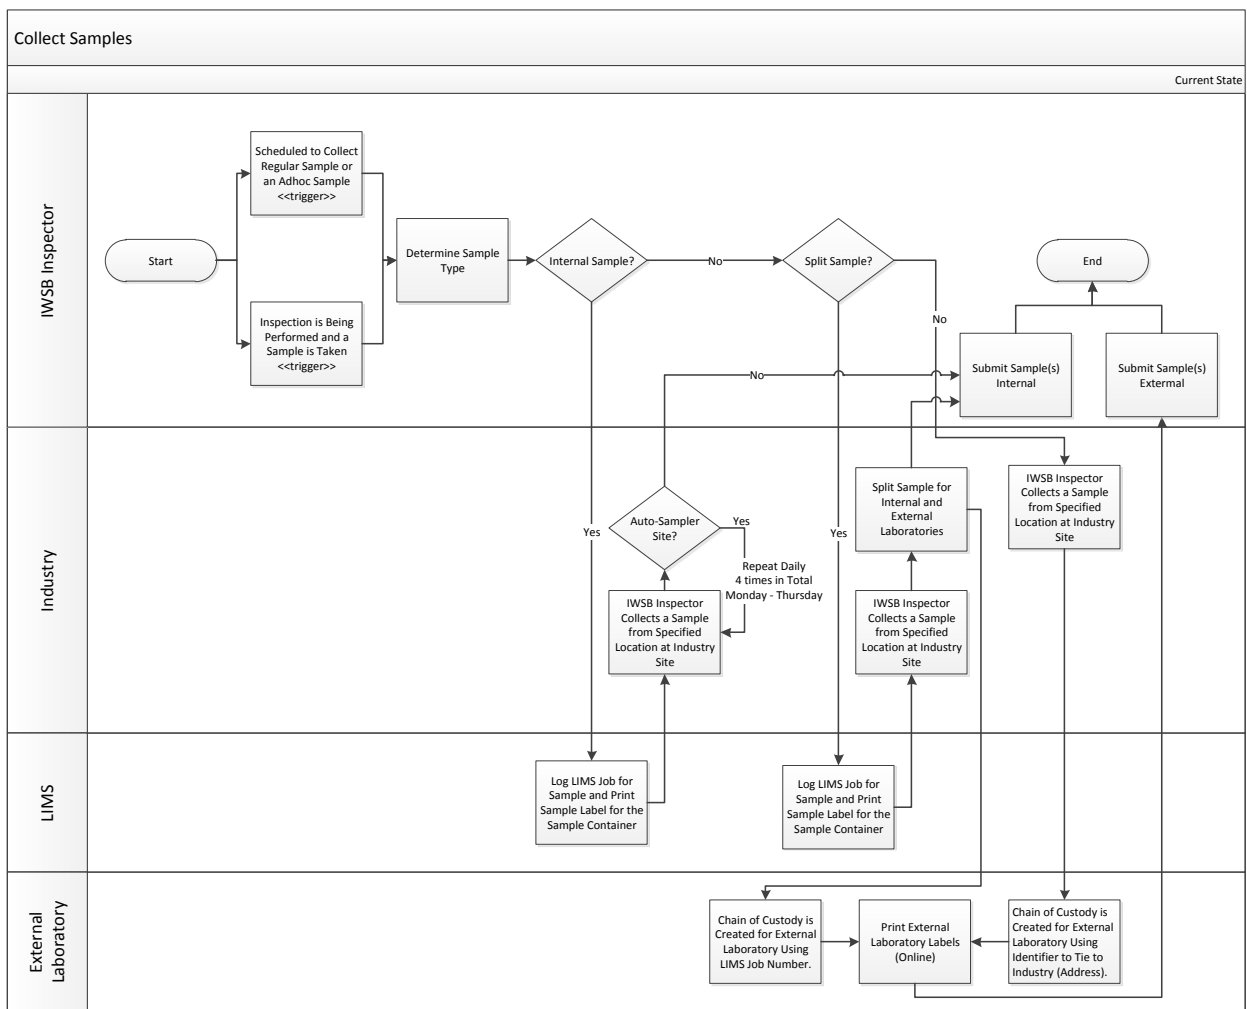 Collect Samples
Current State
IWSB Inspector
Start
Scheduled to Collect
Regular Sample or
an Adhoc Sample
<<trigger>>
Inspection is Being
Performed and a
Sample is Taken
<<trigger>>
Determine Sample
Type
Internal Sample?
No
Split Sample?
No
End
Submit Sample(s)
Internal
Submit Sample(s)
Extermal
No
Industry
Yes
Auto-Sampler
Site?
Yes
Repeat Daily
4 times in Total
Monday - Thursday
IWSB Inspector
Collects a Sample
from Specified
Location at Industry
Site
Yes
Split Sample for
Internal and
External
Laboratories
IWSB Inspector
Collects a Sample
from Specified
Location at Industry
Site
IWSB Inspector
Collects a Sample
from Specified
Location at Industry
Site
LIMS
Log LIMS Job for
Sample and Print
Sample Label for the
Sample Container
Log LIMS Job for
Sample and Print
Sample Label for the
Sample Container
External
Laboratory
Chain of Custody is
Created for External
Laboratory Using
LIMS Job Number.
Print External
Laboratory Labels
(Online)
Chain of Custody is
Created for External
Laboratory Using
Identifier to Tie to
Industry (Address).